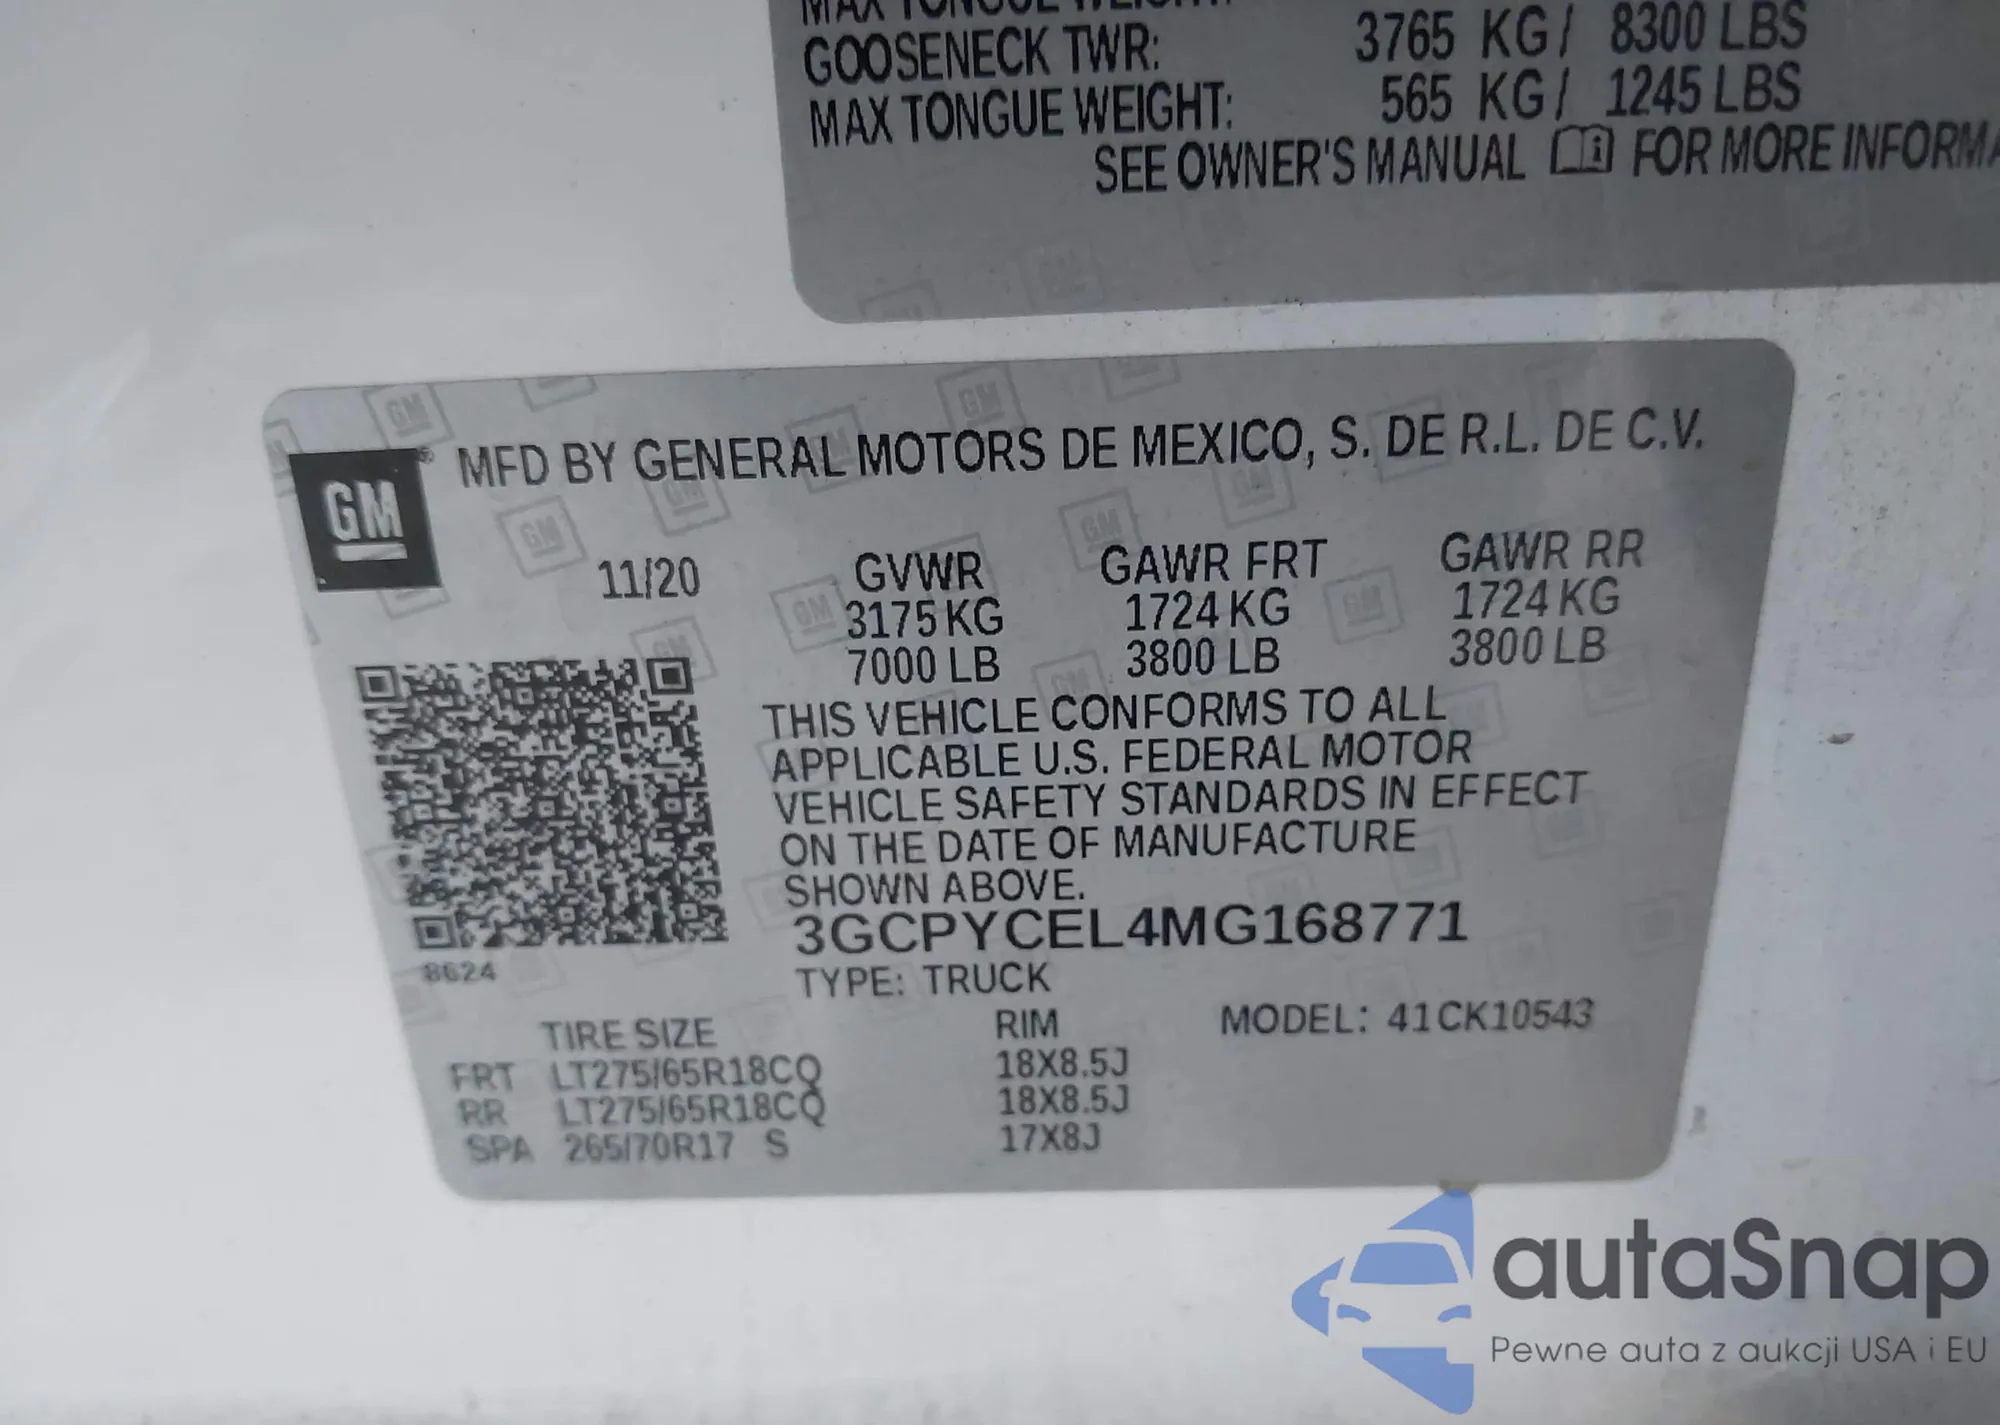 MAX TONGUE WEIGHT:
GOOSENECK TWR: 3765 KG / 8300 LBS
MAX TONGUE WEIGHT: 565 KG / 1245 LBS
SEE OWNER'S MANUAL FOR MORE INFORMA
GM
® MFD BY GENERAL MOTORS DE MEXICO, S. DE R.L. DE C.V.
11/20 GVWR GAWR FRT GAWR RR
3175 KG 1724 KG 1724 KG
7000 LB 3800 LB 3800 LB
THIS VEHICLE CONFORMS TO ALL
APPLICABLE U.S. FEDERAL MOTOR
VEHICLE SAFETY STANDARDS IN EFFECT
ON THE DATE OF MANUFACTURE
SHOWN ABOVE.
3GCPYCEL4MG168771
8624
TYPE: TRUCK
TIRE SIZE RIM MODEL: 41CK10543
FRT LT275/65R18CQ 18X8.5J
RR LT275/65R18CQ 18X8.5J
SPA 265/70R17 S 17X8J
autaSnap
Pewne auta z aukcji USA i EU